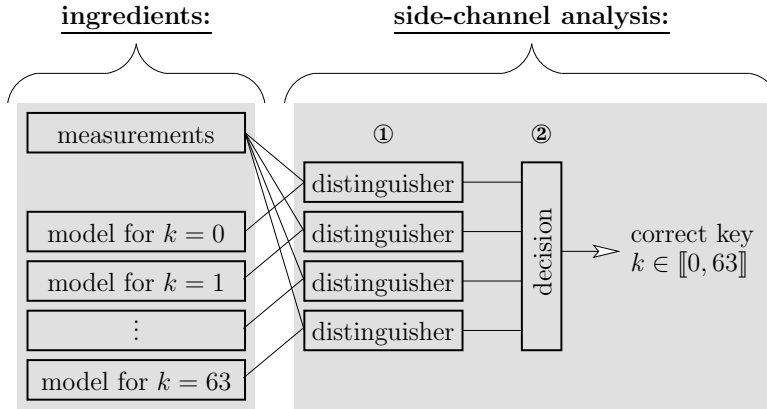 ingredients:
side-channel analysis:
measurements
model for k = 0
model for k = 1
⋮
model for k = 63
①
②
distinguisher
distinguisher
distinguisher
distinguisher
decision
correct key
k ∈ ⟦0, 63⟧